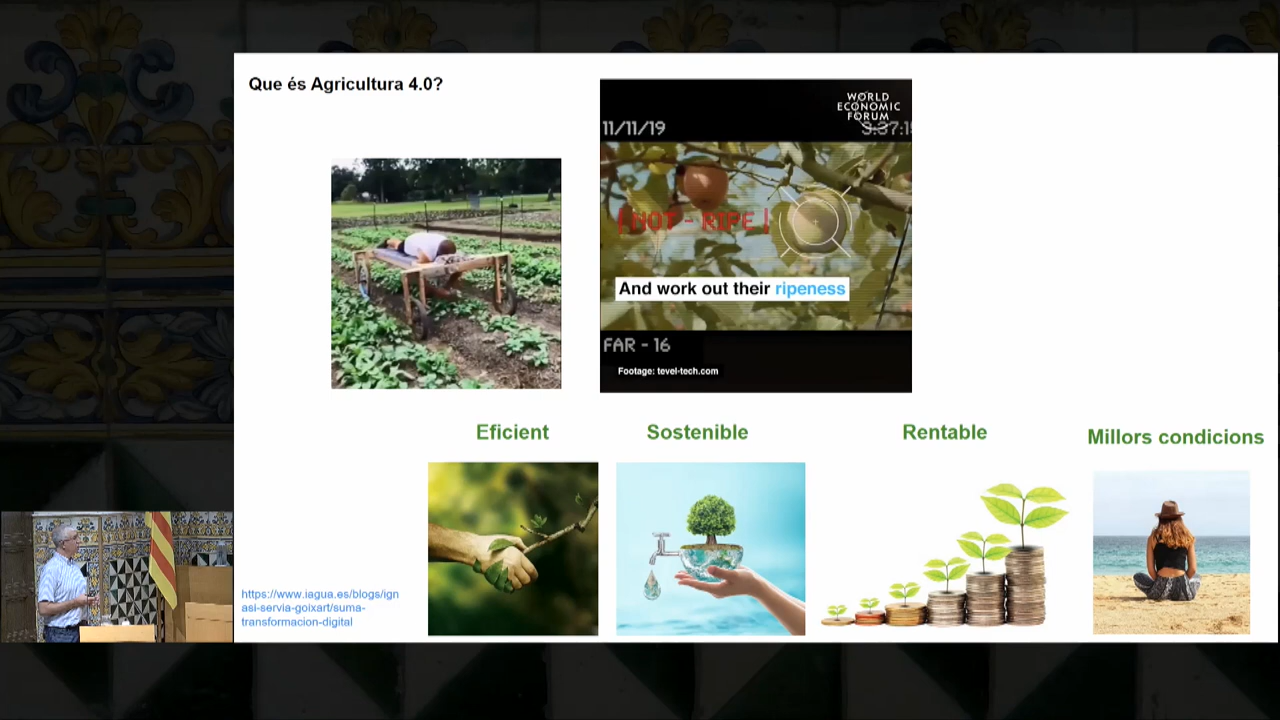 Que és Agricultura 4.0?
WORLD
ECONOMIC
FORUM
11/11/19
NOT - RIPE
And work out their ripeness
FAR - 16
Footage: tevel-tech.com
Eficient
Sostenible
Rentable
Millors condicions
https://www.iagua.es/blogs/ign
asi-servia-goixart/suma-
transformacion-digital